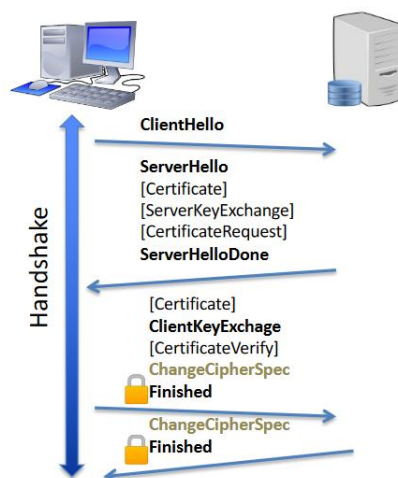 ClientHello
ServerHello
[Certificate]
[ServerKeyExchange]
[CertificateRequest]
ServerHelloDone
Handshake
[Certificate]
ClientKeyExchage
[CertificateVerify]
ChangeCipherSpec
Finished
ChangeCipherSpec
Finished